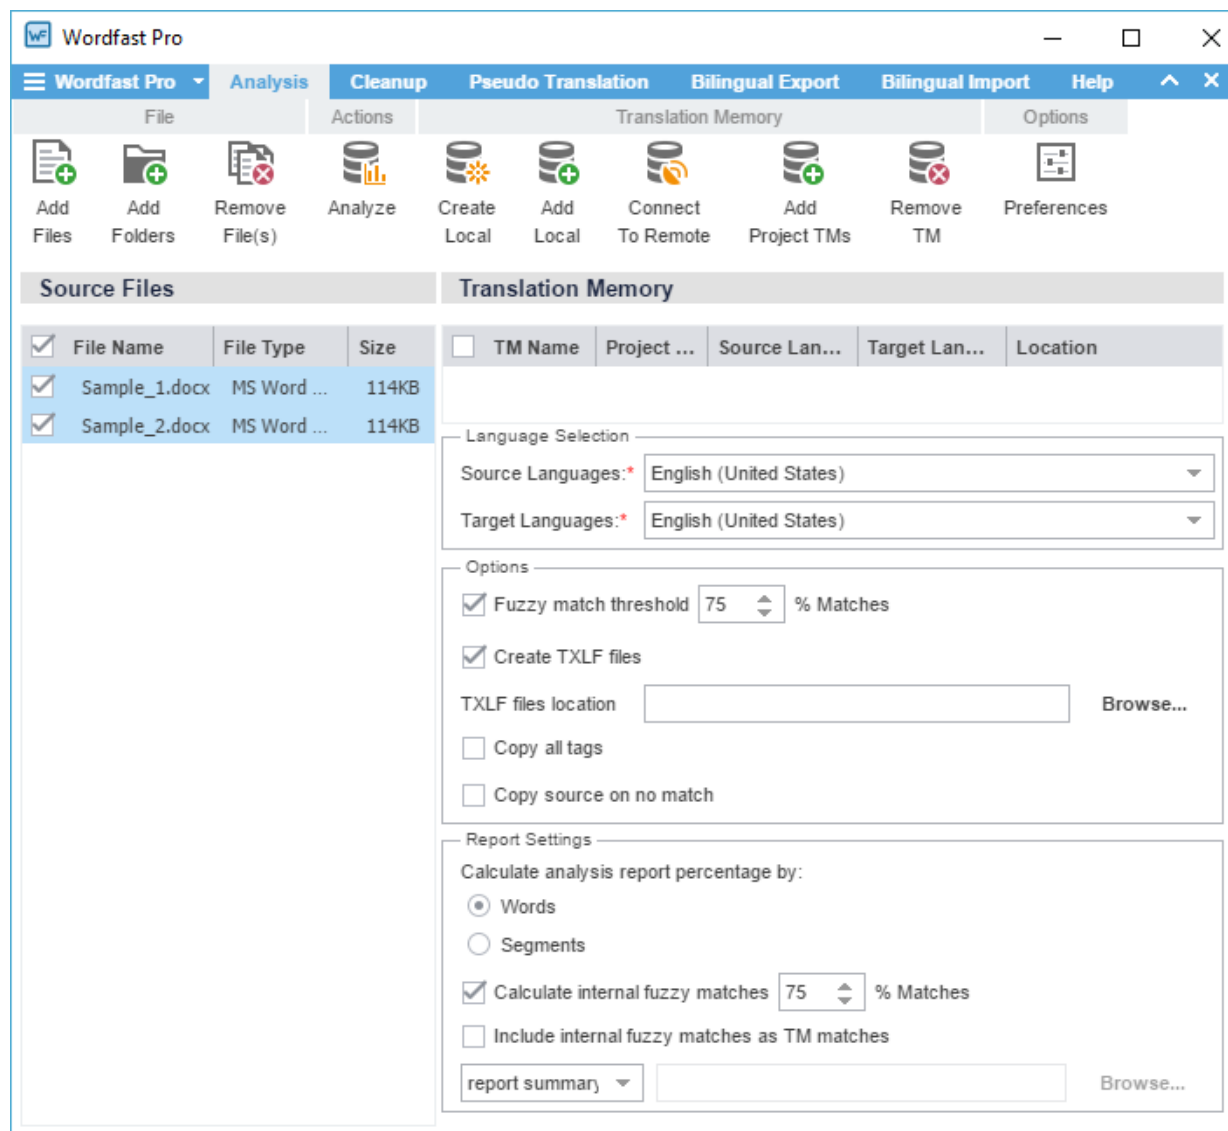 Wordfast Pro
Wordfast Pro Analysis Cleanup Pseudo Translation Bilingual Export Bilingual Import Help
File Actions Translation Memory Options
Add Files
Add Folders
Remove File(s)
Analyze
Create Local
Add Local
Connect To Remote
Add Project TMs
Remove TM
Preferences
Source Files
File Name File Type Size
Sample_1.docx MS Word ... 114KB
Sample_2.docx MS Word ... 114KB
Translation Memory
TM Name Project ... Source Lan... Target Lan... Location
Language Selection
Source Languages:* English (United States)
Target Languages:* English (United States)
Options
Fuzzy match threshold 75 % Matches
Create TXLF files
TXLF files location Browse...
Copy all tags
Copy source on no match
Report Settings
Calculate analysis report percentage by:
Words
Segments
Calculate internal fuzzy matches 75 % Matches
Include internal fuzzy matches as TM matches
report summary Browse...